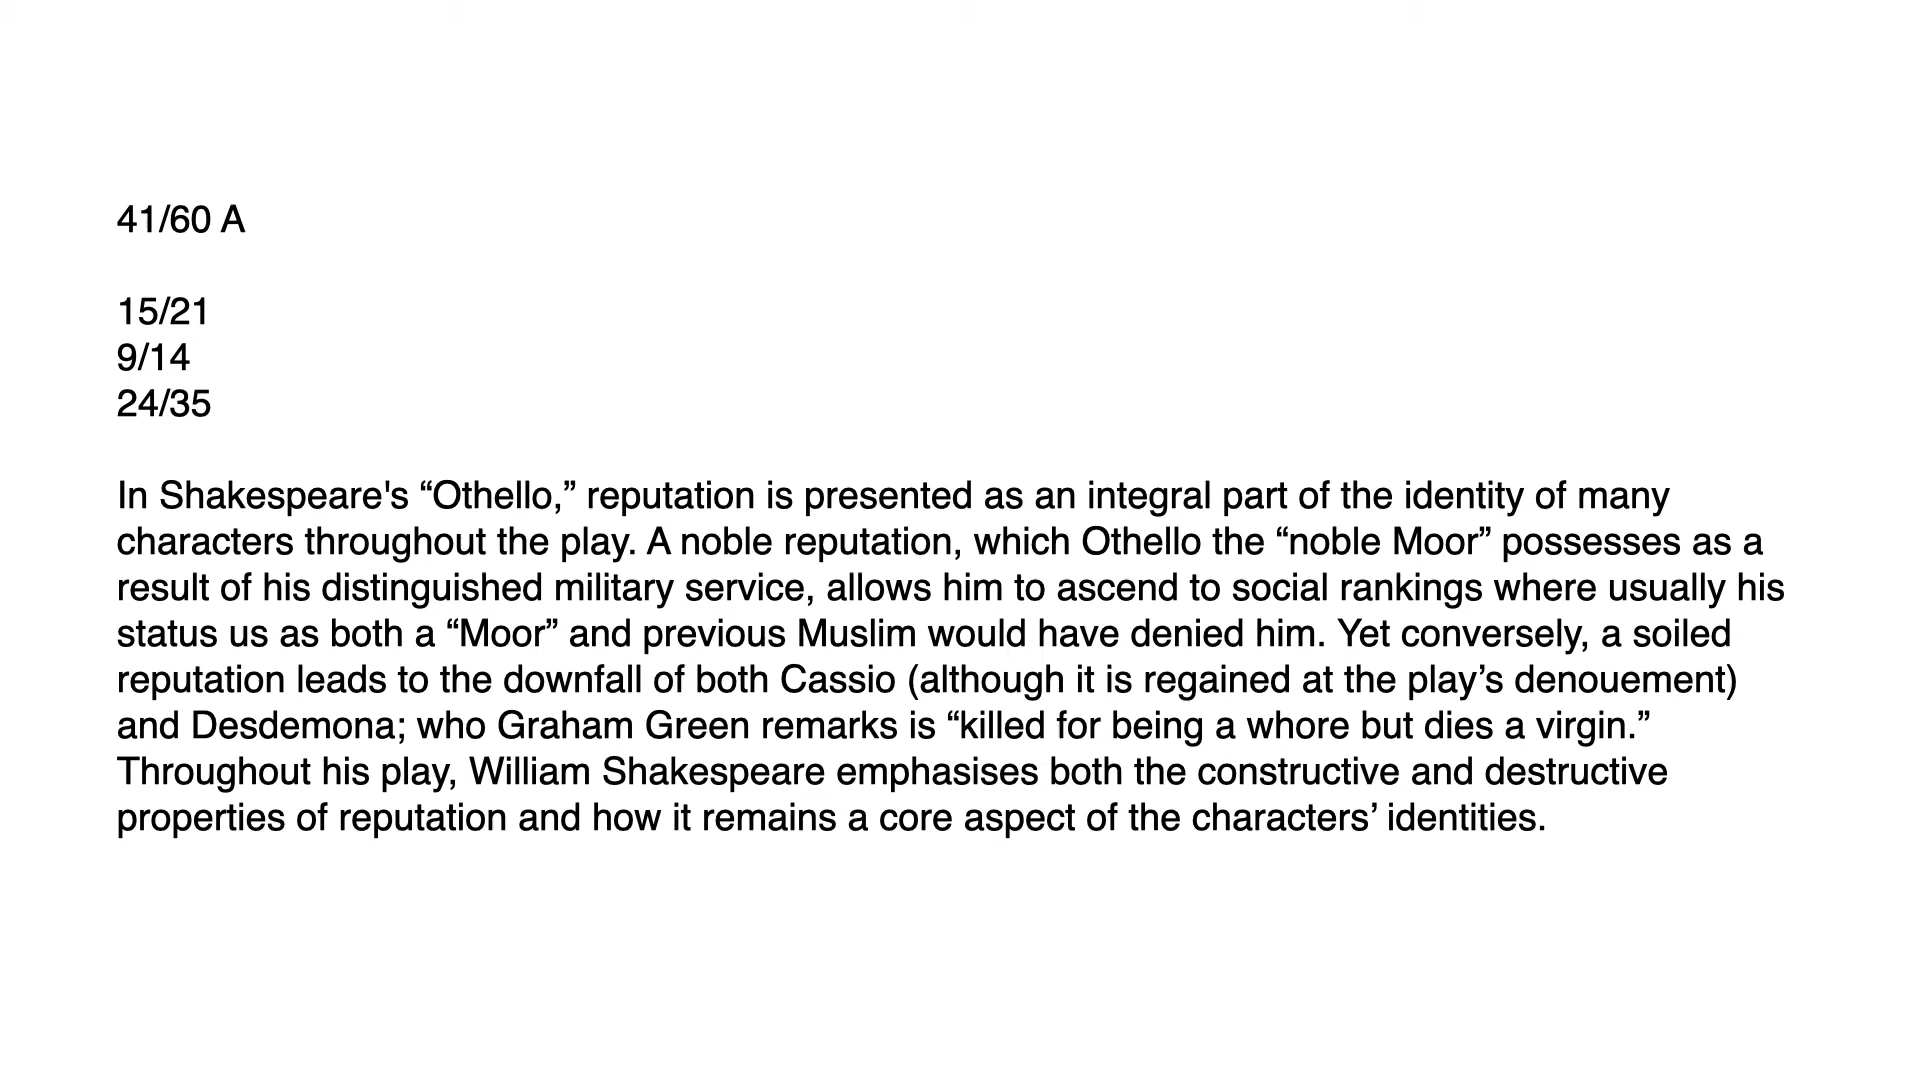 41/60 A
15/21
9/14
24/35
In Shakespeare's “Othello,” reputation is presented as an integral part of the identity of many
characters throughout the play. A noble reputation, which Othello the “noble Moor” possesses as a
result of his distinguished military service, allows him to ascend to social rankings where usually his
status us as both a “Moor” and previous Muslim would have denied him. Yet conversely, a soiled
reputation leads to the downfall of both Cassio (although it is regained at the play’s denouement)
and Desdemona; who Graham Green remarks is “killed for being a whore but dies a virgin.”
Throughout his play, William Shakespeare emphasises both the constructive and destructive
properties of reputation and how it remains a core aspect of the characters’ identities.